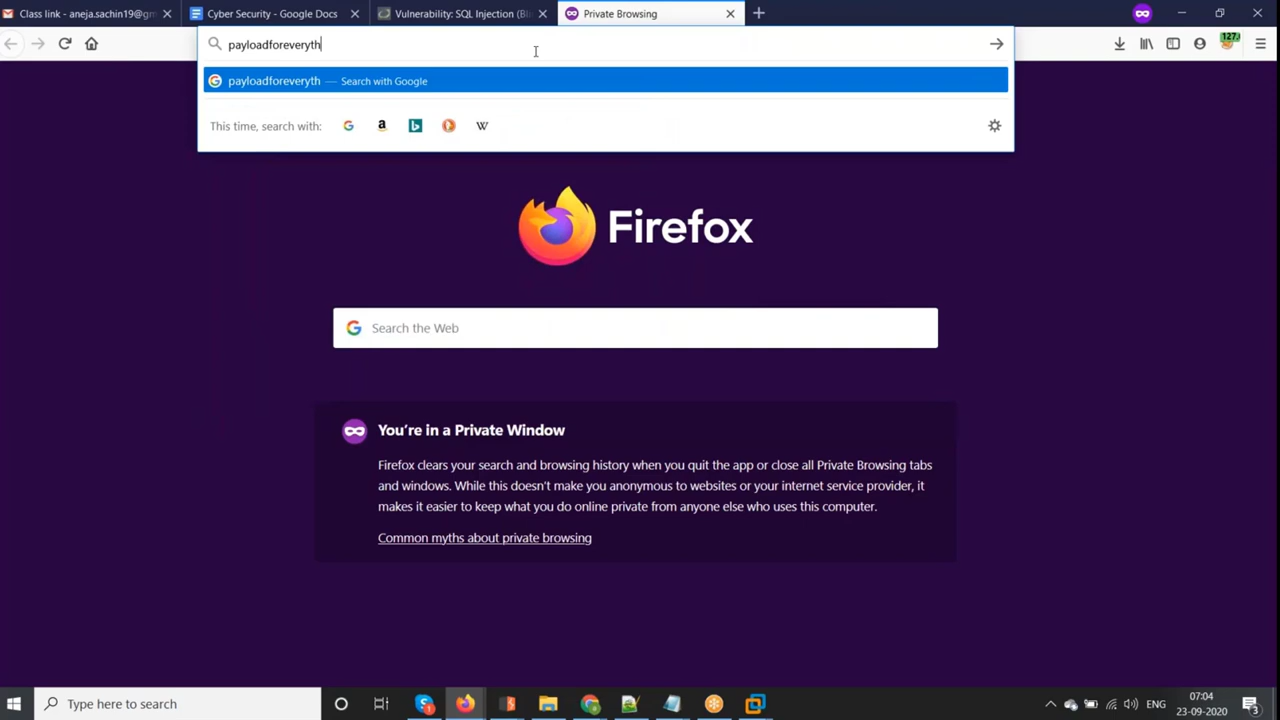 Class link - aneja.sachin19@gm
Cyber Security - Google Docs
Vulnerability: SQL Injection (Bli
Private Browsing
payloadforeveryth
127.
payloadforeveryth — Search with Google
This time, search with:
a
b
W
Firefox
Search the Web
You're in a Private Window
Firefox clears your search and browsing history when you quit the app or close all Private Browsing tabs
and windows. While this doesn't make you anonymous to websites or your internet service provider, it
makes it easier to keep what you do online private from anyone else who uses this computer.
Common myths about private browsing
Type here to search
ENG
07:04
23-09-2020
3